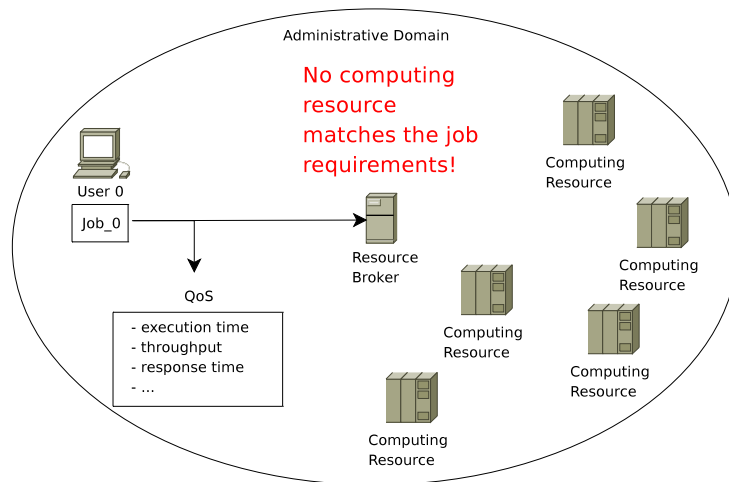 Administrative Domain
No computing
resource
matches the job
requirements!
Computing
Resource
User 0
Job_0
Resource
Broker
Computing
Resource
QoS
- execution time
- throughput
- response time
- ...
Computing
Resource
Computing
Resource
Computing
Resource